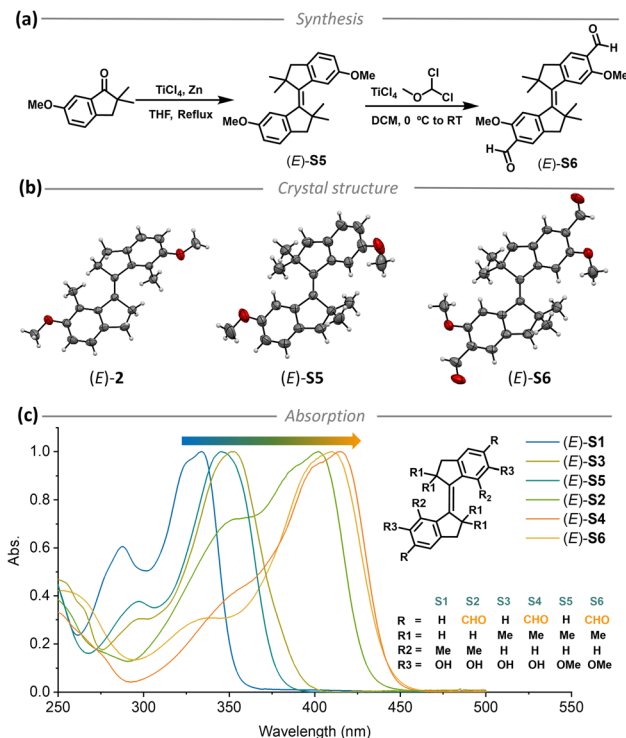 (a) Synthesis
O
MeO
TiCl4, Zn
THF, Reflux
OMe
MeO
(E)-S5
TiCl4
Cl
O
Cl
DCM, 0 ºC to RT
O
OMe
MeO
O
(E)-S6
(b) Crystal structure
(E)-2
(E)-S5
(E)-S6
(c) Absorption
Abs.
1.0
0.8
0.6
0.4
0.2
0.0
250 300 350 400 450 500 550
Wavelength (nm)
R
R1
R1
R3
R2
R2
R1
R3
R1
R
(E)-S1
(E)-S3
(E)-S5
(E)-S2
(E)-S4
(E)-S6
S1 S2 S3 S4 S5 S6
R = H CHO H CHO H CHO
R1 = H H Me Me Me Me
R2 = Me Me H H H H
R3 = OH OH OH OH OMe OMe